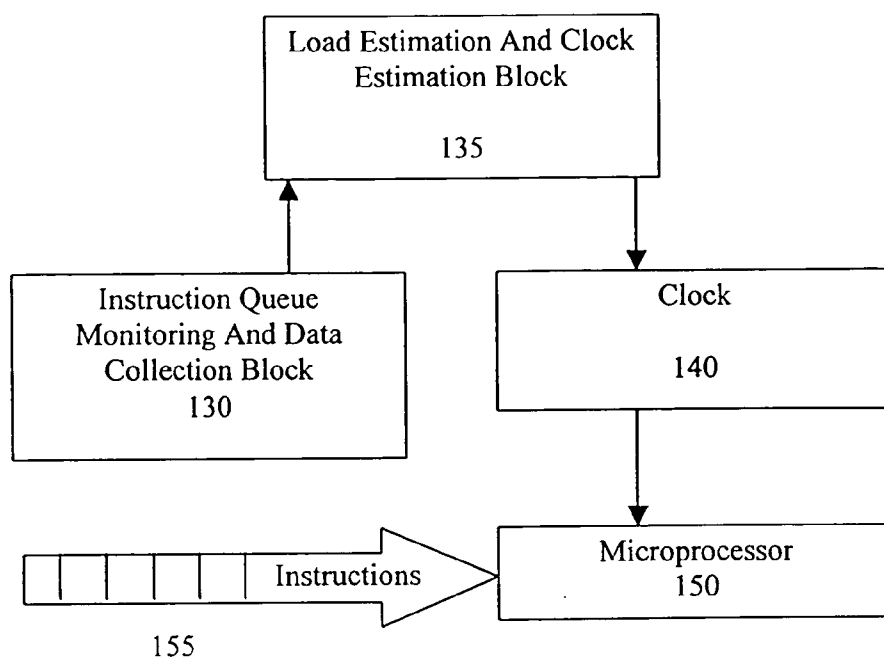 Load Estimation And Clock
Estimation Block
135
Instruction Queue
Monitoring And Data
Collection Block
130
Clock
140
Instructions
155
Microprocessor
150